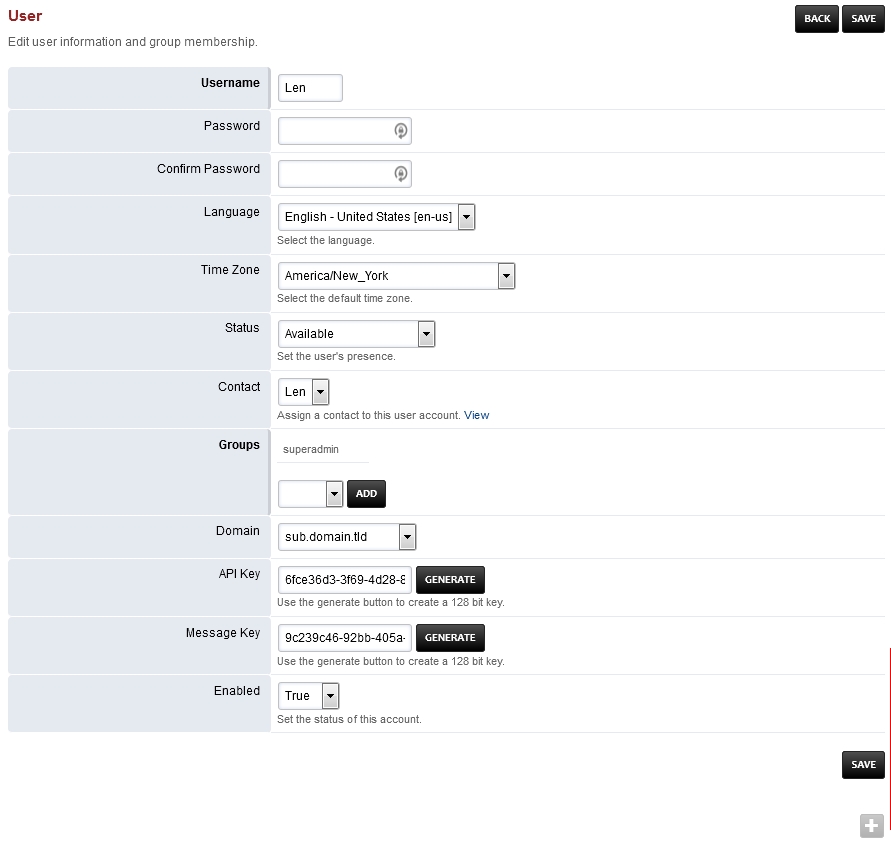 User
BACK SAVE
Edit user information and group membership.
Username Len
Password
Confirm Password
Language English - United States [en-us]
Select the language.
Time Zone America/New_York
Select the default time zone.
Status Available
Set the user's presence.
Contact Len
Assign a contact to this user account. View
Groups superadmin
ADD
Domain sub.domain.tld
API Key 6fce36d3-3f69-4d28-8 GENERATE
Use the generate button to create a 128 bit key.
Message Key 9c239c46-92bb-405a- GENERATE
Use the generate button to create a 128 bit key.
Enabled True
Set the status of this account.
SAVE